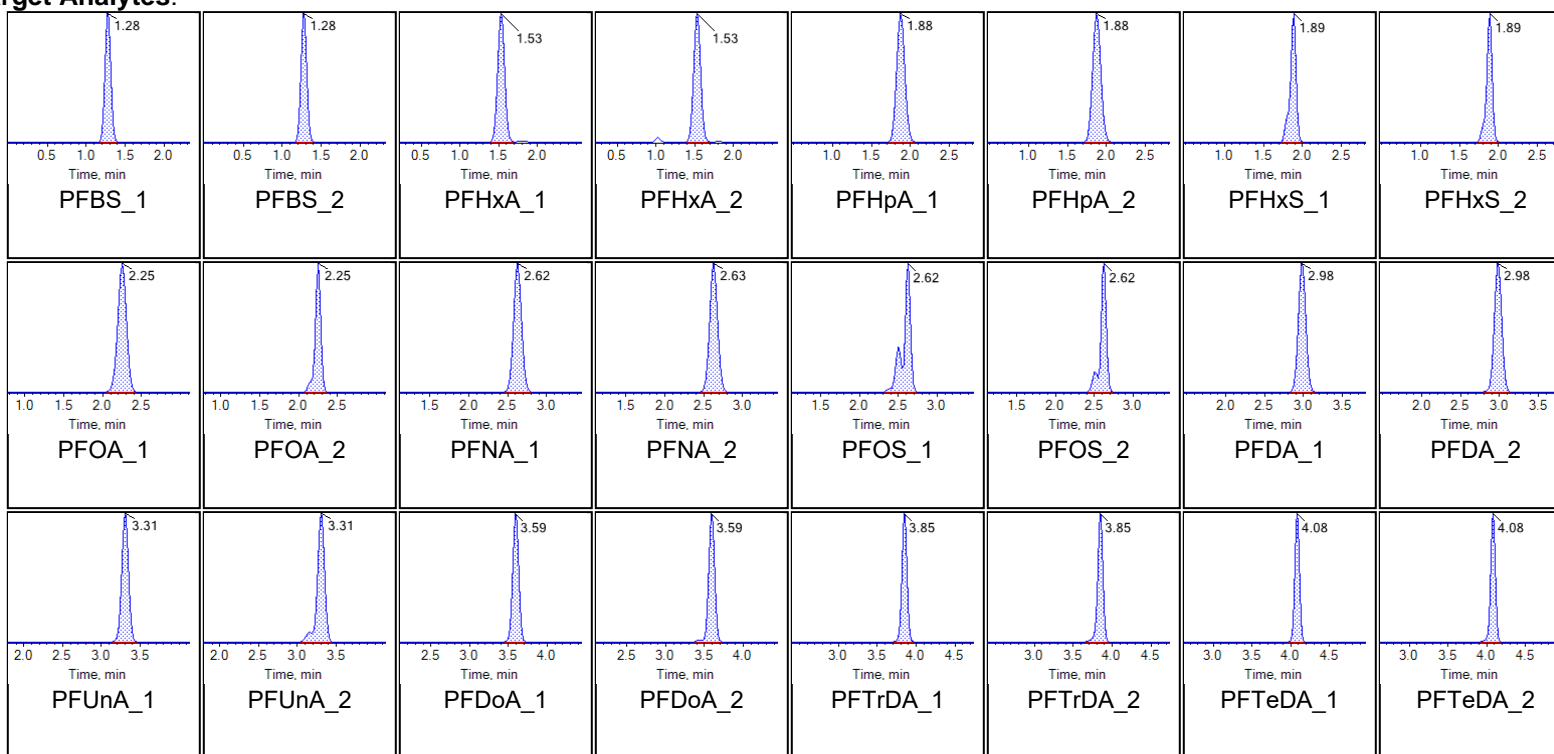 rget Analytes:
1.28 1.28 1.53 1.53 1.88 1.88 1.89 1.89
0.5 1.0 1.5 2.0 0.5 1.0 1.5 2.0 0.5 1.0 1.5 2.0 0.5 1.0 1.5 2.0 1.0 1.5 2.0 2.5 1.0 1.5 2.0 2.5 1.0 1.5 2.0 2.5 1.0 1.5 2.0 2.5
Time, min Time, min Time, min Time, min Time, min Time, min Time, min Time, min
PFBS_1 PFBS_2 PFHxA_1 PFHxA_2 PFHpA_1 PFHpA_2 PFHxS_1 PFHxS_2
2.25 2.25 2.62 2.63 2.62 2.62 2.98 2.98
1.0 1.5 2.0 2.5 1.0 1.5 2.0 2.5 1.5 2.0 2.5 3.0 1.5 2.0 2.5 3.0 1.5 2.0 2.5 3.0 1.5 2.0 2.5 3.0 2.0 2.5 3.0 3.5 2.0 2.5 3.0 3.5
Time, min Time, min Time, min Time, min Time, min Time, min Time, min Time, min
PFOA_1 PFOA_2 PFNA_1 PFNA_2 PFOS_1 PFOS_2 PFDA_1 PFDA_2
3.31 3.31 3.59 3.59 3.85 3.85 4.08 4.08
2.0 2.5 3.0 3.5 2.0 2.5 3.0 3.5 2.5 3.0 3.5 4.0 2.5 3.0 3.5 4.0 3.0 3.5 4.0 4.5 3.0 3.5 4.0 4.5 3.0 3.5 4.0 4.5 3.0 3.5 4.0 4.5
Time, min Time, min Time, min Time, min Time, min Time, min Time, min Time, min
PFUnA_1 PFUnA_2 PFDoA_1 PFDoA_2 PFTrDA_1 PFTrDA_2 PFTeDA_1 PFTeDA_2